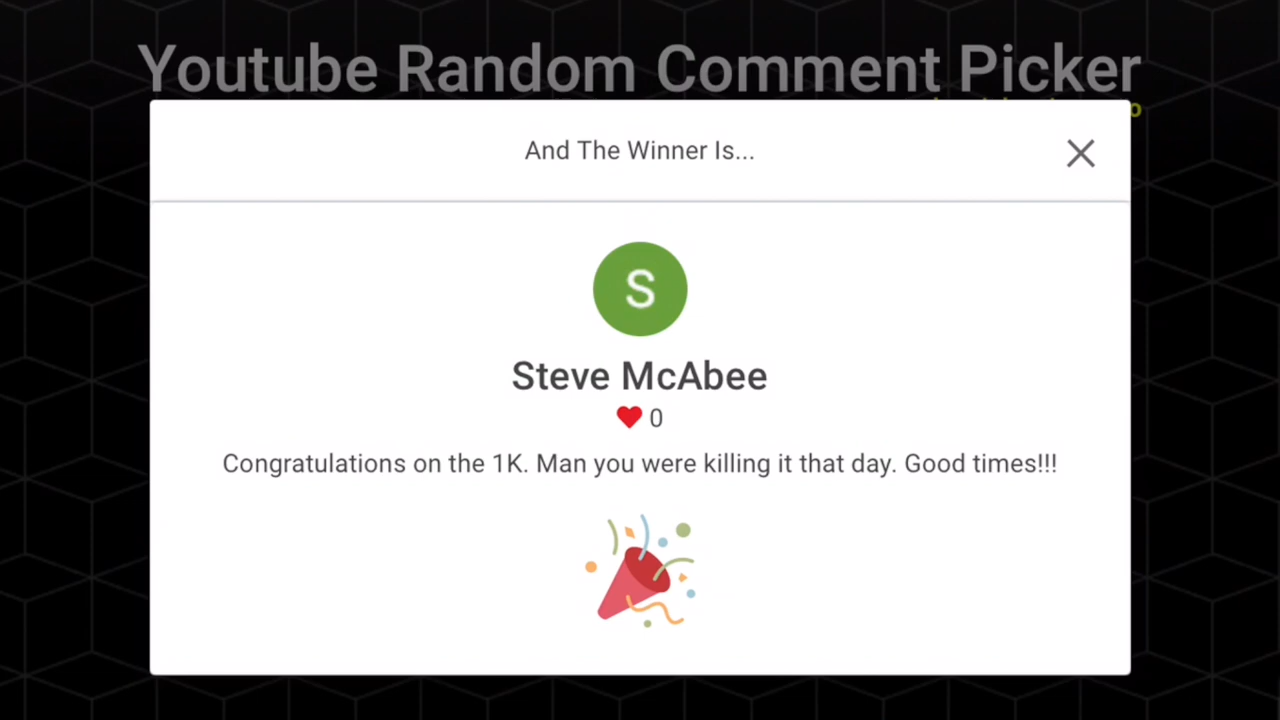 Youtube Random Comment Picker
And The Winner Is...
S
Steve McAbee
0
Congratulations on the 1K. Man you were killing it that day. Good times!!!